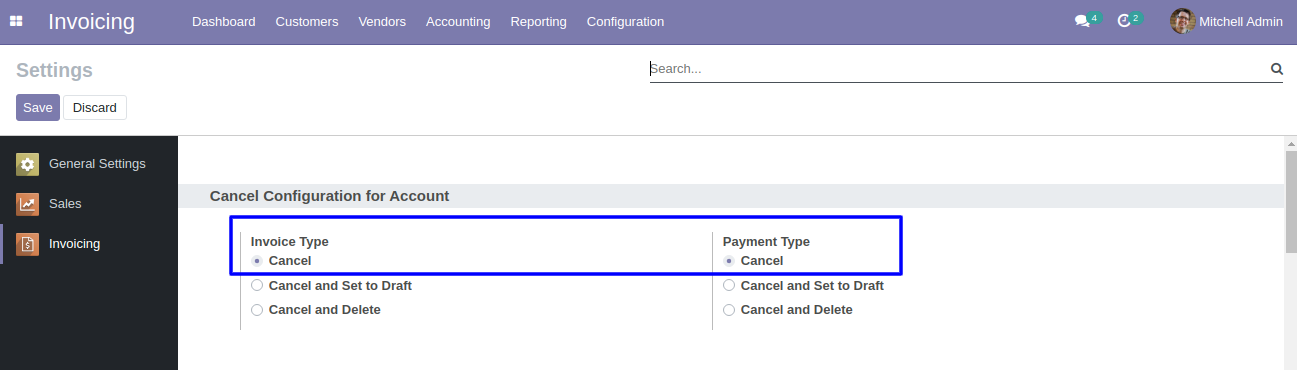 Invoicing Dashboard Customers Vendors Accounting Reporting Configuration 4 2 Mitchell Admin
Settings Search...
Save Discard
General Settings
Sales
Invoicing
Cancel Configuration for Account
Invoice Type Payment Type
Cancel Cancel
Cancel and Set to Draft Cancel and Set to Draft
Cancel and Delete Cancel and Delete